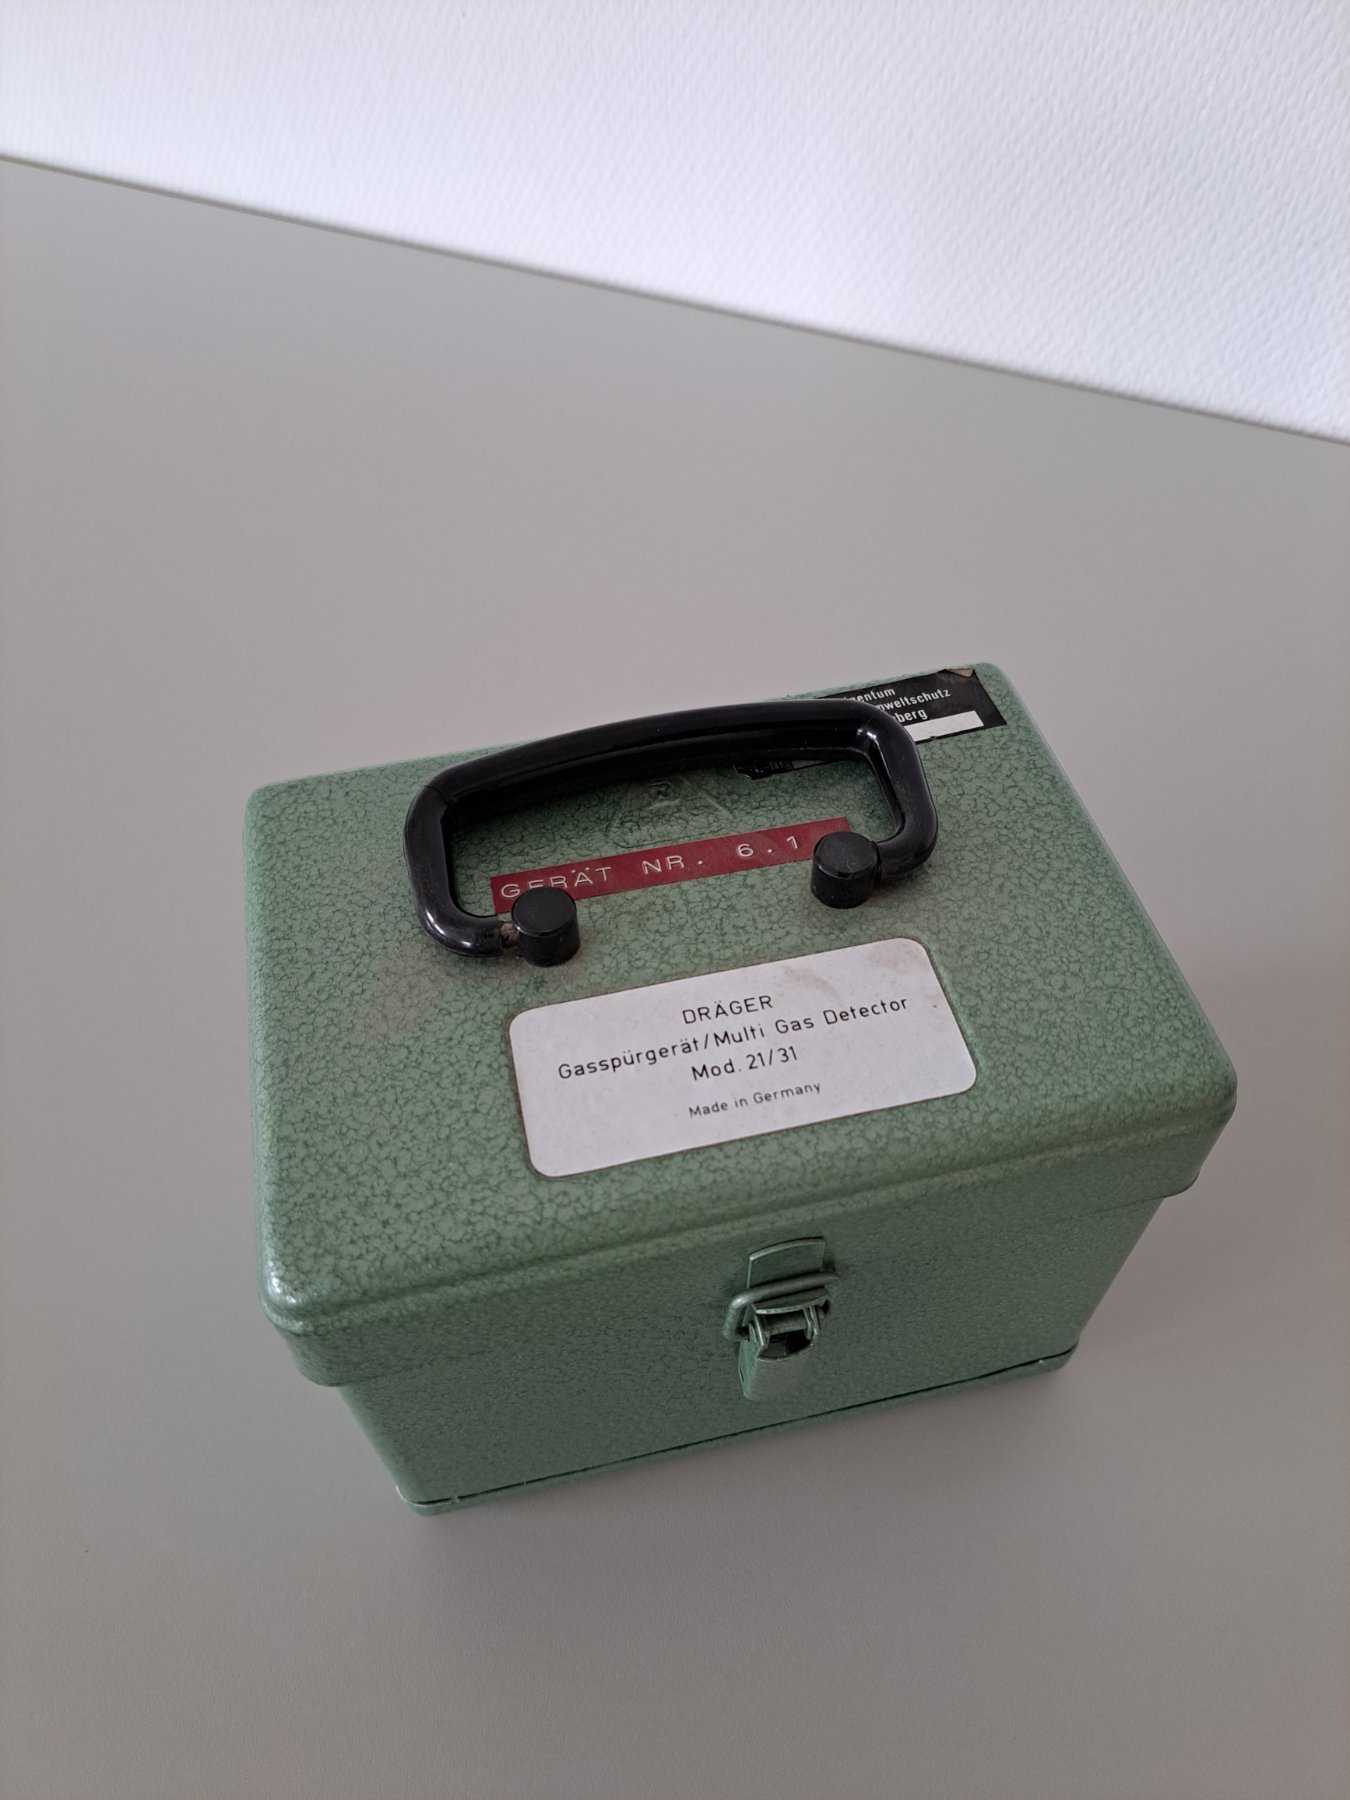 GERÄT NR. 6.1
DRÄGER
Gasspürgerät/Multi Gas Detector
Mod. 21/31
Made in Germany